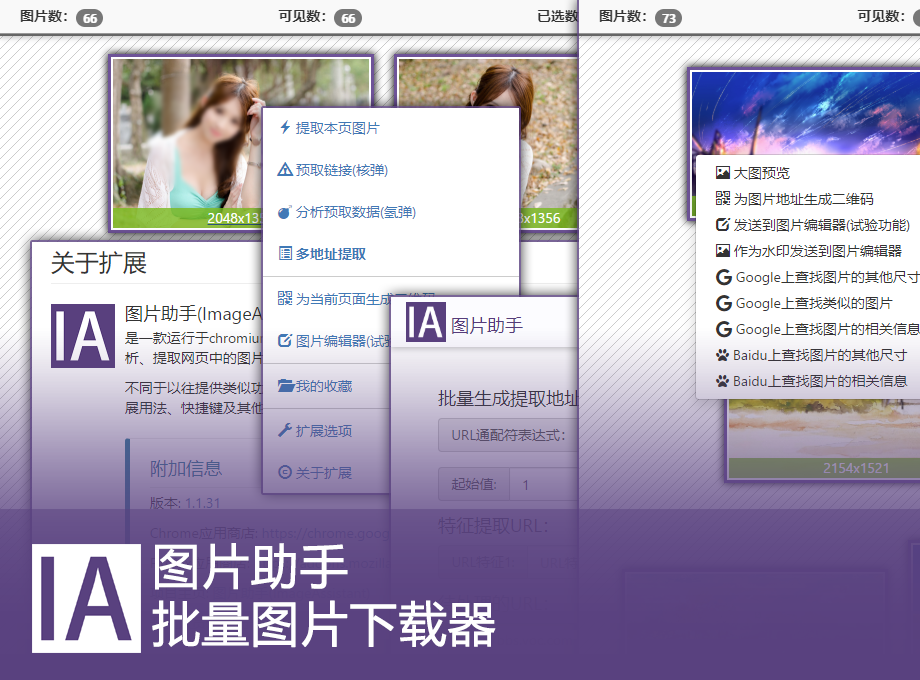 图片数: 66
可见数: 66
已选数
图片数: 73
可见数:
2048x135
8x1356
提取本页图片
预取链接(核弹)
分析预取数据(氢弹)
多地址提取
为当前页面生成二维码
图片编辑器(试验
我的收藏
扩展选项
关于扩展
大图预览
为图片地址生成二维码
发送到图片编辑器(试验功能)
作为水印发送到图片编辑器
Google上查找图片的其他尺寸
Google上查找类似的图片
Google上查找图片的相关信息
Baidu上查找图片的其他尺寸
Baidu上查找图片的相关信息
2154x1521
关于扩展
IA
图片助手(ImageA
是一款运行于chromiu
析、提取网页中的图片
不同于以往提供类似功
展用法、快捷键及其他
附加信息
版本: 1.1.31
Chrome应用商店: https://chrome.goog
IA 图片助手
批量生成提取地址
URL通配符表达式:
起始值: 1
特征提取URL:
IA
图片助手
批量图片下载器